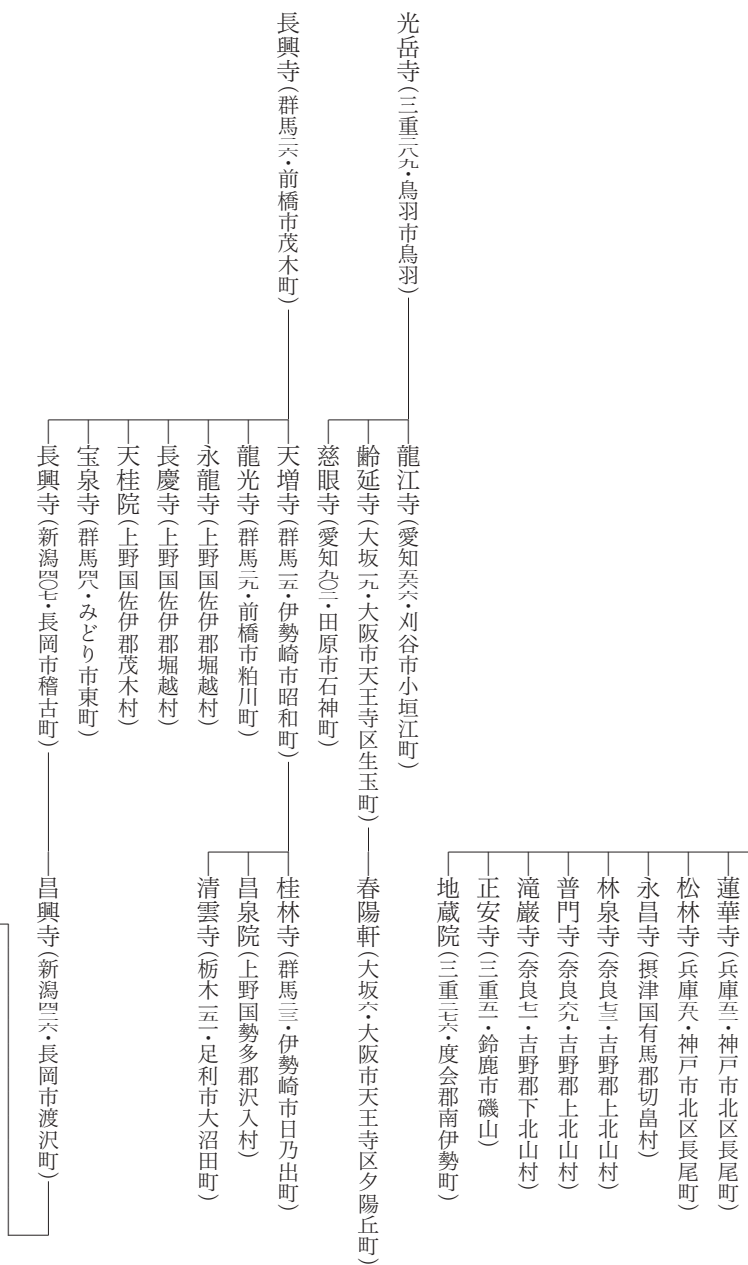 蓮華寺(兵庫五二・神戸市北区長尾町)
松林寺(兵庫五八・神戸市北区長尾町)
永昌寺(摂津国有馬郡切畠村)
林泉寺(奈良七三・吉野郡上北山村)
普門寺(奈良六九・吉野郡上北山村)
滝巌寺(奈良七一・吉野郡下北山村)
正安寺(三重五一・鈴鹿市磯山)
地蔵院(三重二七六・度会郡南伊勢町)
光岳寺(三重二八九・鳥羽市鳥羽)
龍江寺(愛知五六六・刈谷市小垣江町)
齢延寺(大坂一九・大阪市天王寺区生玉町)
春陽軒(大坂六・大阪市天王寺区夕陽丘町)
慈眼寺(愛知九〇二・田原市石神町)
長興寺(群馬二六・前橋市茂木町)
天増寺(群馬一五・伊勢崎市昭和町)
桂林寺(群馬二三・伊勢崎市日乃出町)
昌泉院(上野国勢多郡沢入村)
清雲寺(栃木一五一・足利市大沼田町)
龍光寺(群馬二九・前橋市粕川町)
永龍寺(上野国佐伊郡堀越村)
長慶寺(上野国佐伊郡堀越村)
天桂院(上野国佐伊郡茂木村)
宝泉寺(群馬四八・みどり市東町)
長興寺(新潟四〇七・長岡市稽古町)
昌興寺(新潟四二六・長岡市渡沢町)